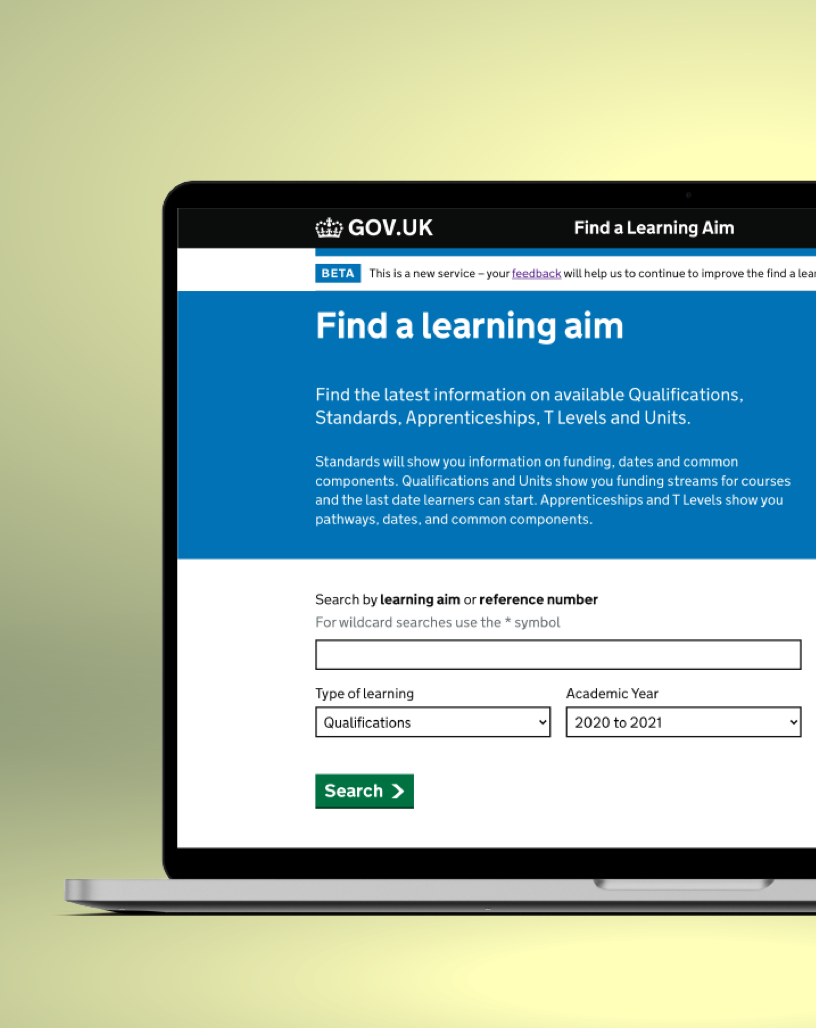 GOV.UK
Find a Learning Aim
BETA This is a new service – your feedback will help us to continue to improve the find a
Find a learning aim
Find the latest information on available Qualifications,
Standards, Apprenticeships, T Levels and Units.
Standards will show you information on funding, dates and common
components. Qualifications and Units show you funding streams for courses
and the last date learners can start. Apprenticeships and T Levels show you
pathways, dates, and common components.
Search by learning aim or reference number
For wildcard searches use the * symbol
Type of learning
Academic Year
Qualifications
2020 to 2021
Search